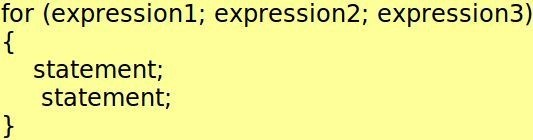 for (expression1; expression2; expression3)
{
    statement;
     statement;
}